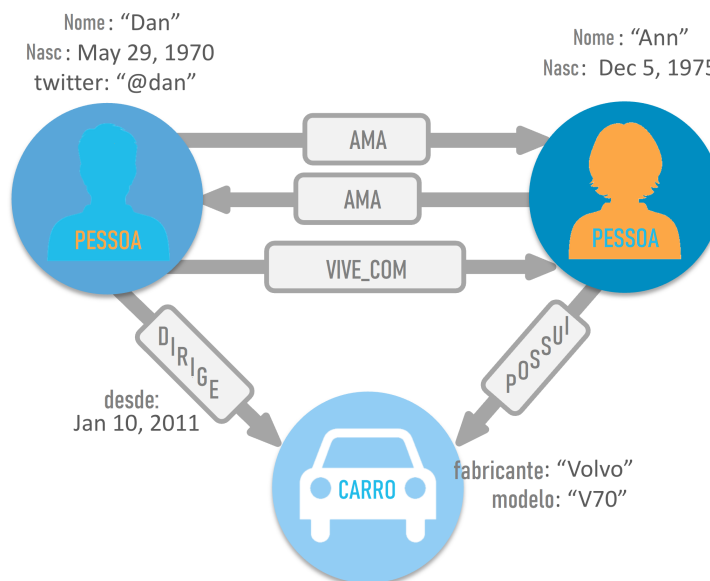 Nome: “Dan”
Nasc: May 29, 1970
twitter: “@dan”
Nome: “Ann”
Nasc: Dec 5, 1975
AMA
AMA
PESSOA
PESSOA
VIVE_COM
DIRIGE
POSSUI
desde:
Jan 10, 2011
CARRO
fabricante: “Volvo”
modelo: “V70”